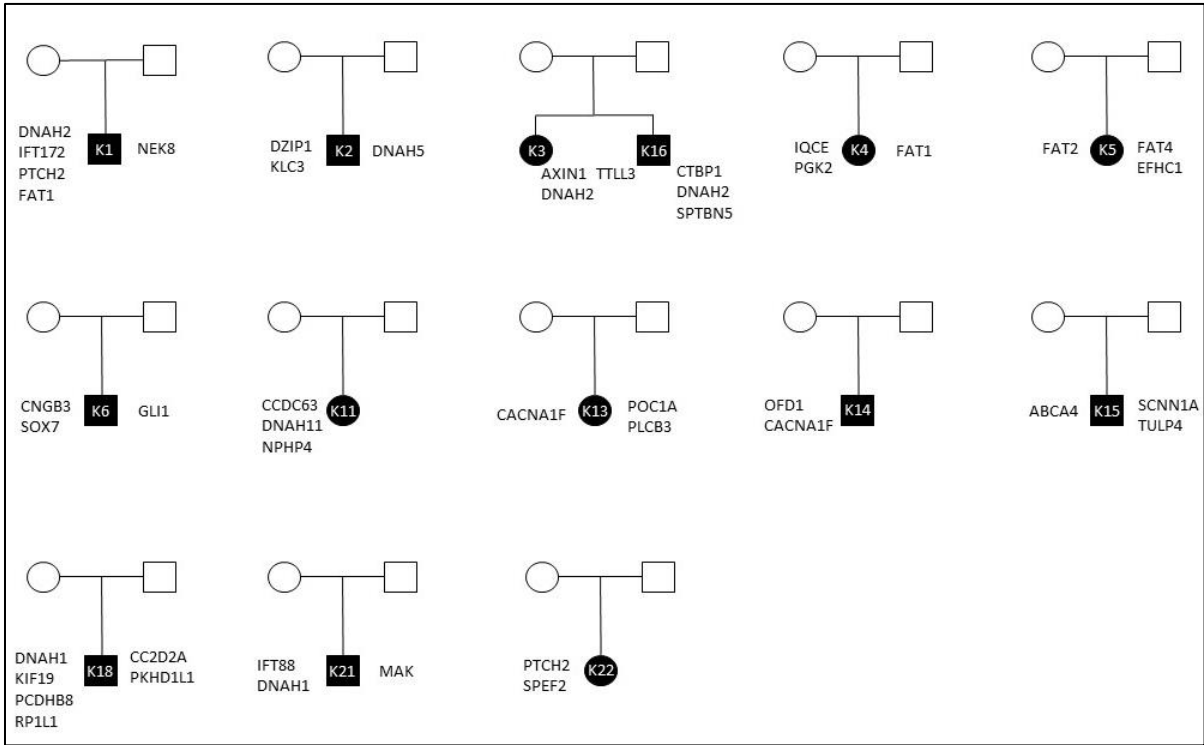 DNAH2
IFT172
PTCH2
FAT1
K1
NEK8
DZIP1
KLC3
K2
DNAH5
K3
AXIN1 TTLL3
DNAH2
K16
CTBP1
DNAH2
SPTBN5
IQCE
PGK2
K4
FAT1
FAT2
K5
FAT4
EFHC1
CNGB3
SOX7
K6
GLI1
CCDC63
DNAH11
NPHP4
K11
CACNA1F
K13
POC1A
PLCB3
OFD1
CACNA1F
K14
ABCA4
K15
SCNN1A
TULP4
DNAH1
KIF19
PCDHB8
RP1L1
K18
CC2D2A
PKHD1L1
IFT88
DNAH1
K21
MAK
PTCH2
SPEF2
K22